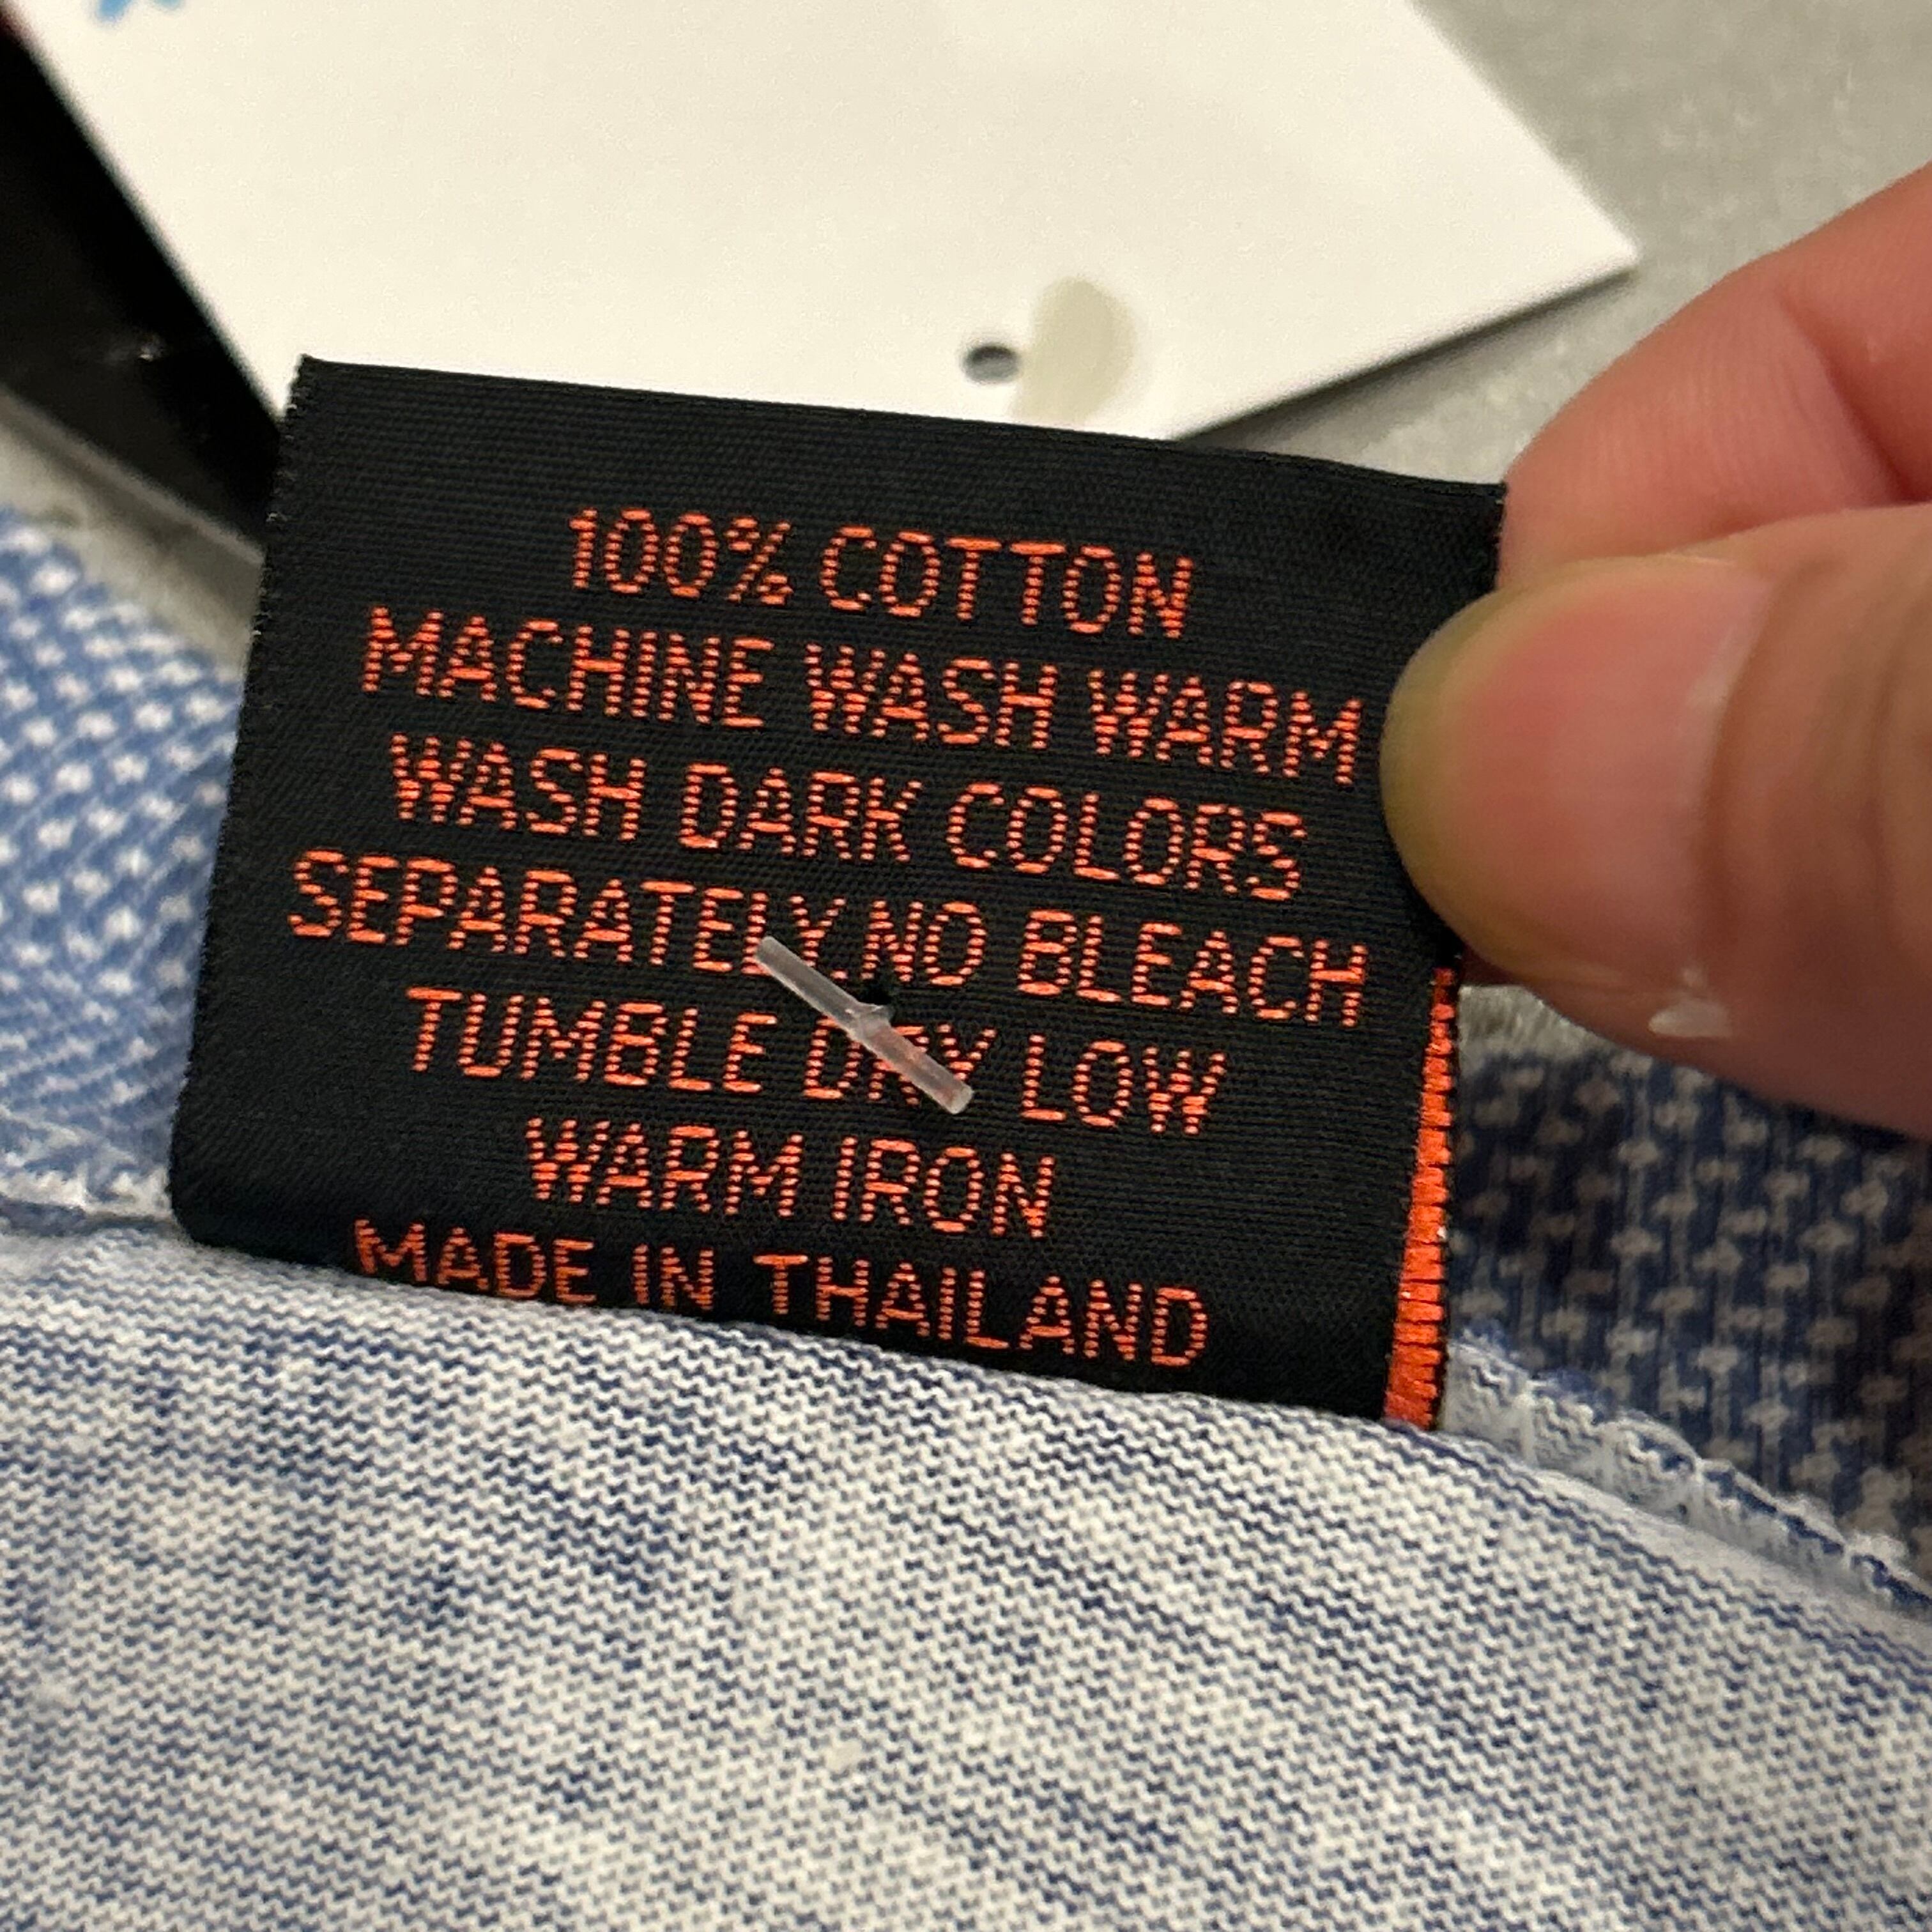 100% COTTON
MACHINE WASH WARM
WASH DARK COLORS
SEPARATELY.NO BLEACH
TUMBLE DRY LOW
WARM IRON
MADE IN THAILAND